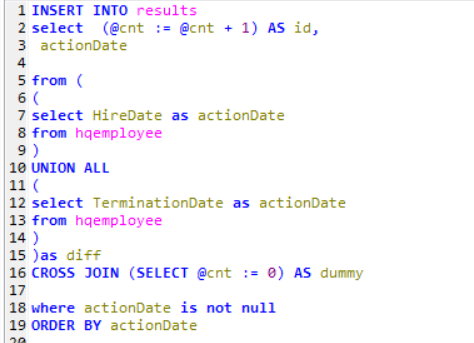 1 INSERT INTO results
2 select  (@cnt := @cnt + 1) AS id,
3  actionDate
4
5 from (
6 (
7 select HireDate as actionDate
8 from hqemployee
9 )
10 UNION ALL
11 (
12 select TerminationDate as actionDate
13 from hqemployee
14 )
15 )as diff
16 CROSS JOIN (SELECT @cnt := 0) AS dummy
17
18 where actionDate is not null
19 ORDER BY actionDate
20